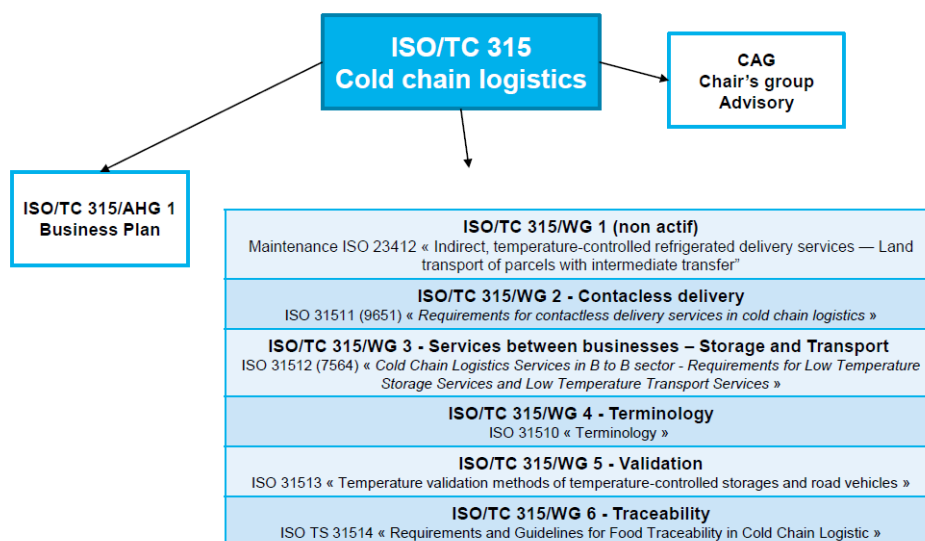 ISO/TC 315
Cold chain logistics
CAG
Chair's group
Advisory
ISO/TC 315/AHG 1
Business Plan
ISO/TC 315/WG 1 (non actif)
Maintenance ISO 23412 « Indirect, temperature-controlled refrigerated delivery services — Land
transport of parcels with intermediate transfer”
ISO/TC 315/WG 2 - Contacless delivery
ISO 31511 (9651) « Requirements for contactless delivery services in cold chain logistics »
ISO/TC 315/WG 3 - Services between businesses – Storage and Transport
ISO 31512 (7564) « Cold Chain Logistics Services in B to B sector - Requirements for Low Temperature
Storage Services and Low Temperature Transport Services »
ISO/TC 315/WG 4 - Terminology
ISO 31510 « Terminology »
ISO/TC 315/WG 5 - Validation
ISO 31513 « Temperature validation methods of temperature-controlled storages and road vehicles »
ISO/TC 315/WG 6 - Traceability
ISO TS 31514 « Requirements and Guidelines for Food Traceability in Cold Chain Logistic »